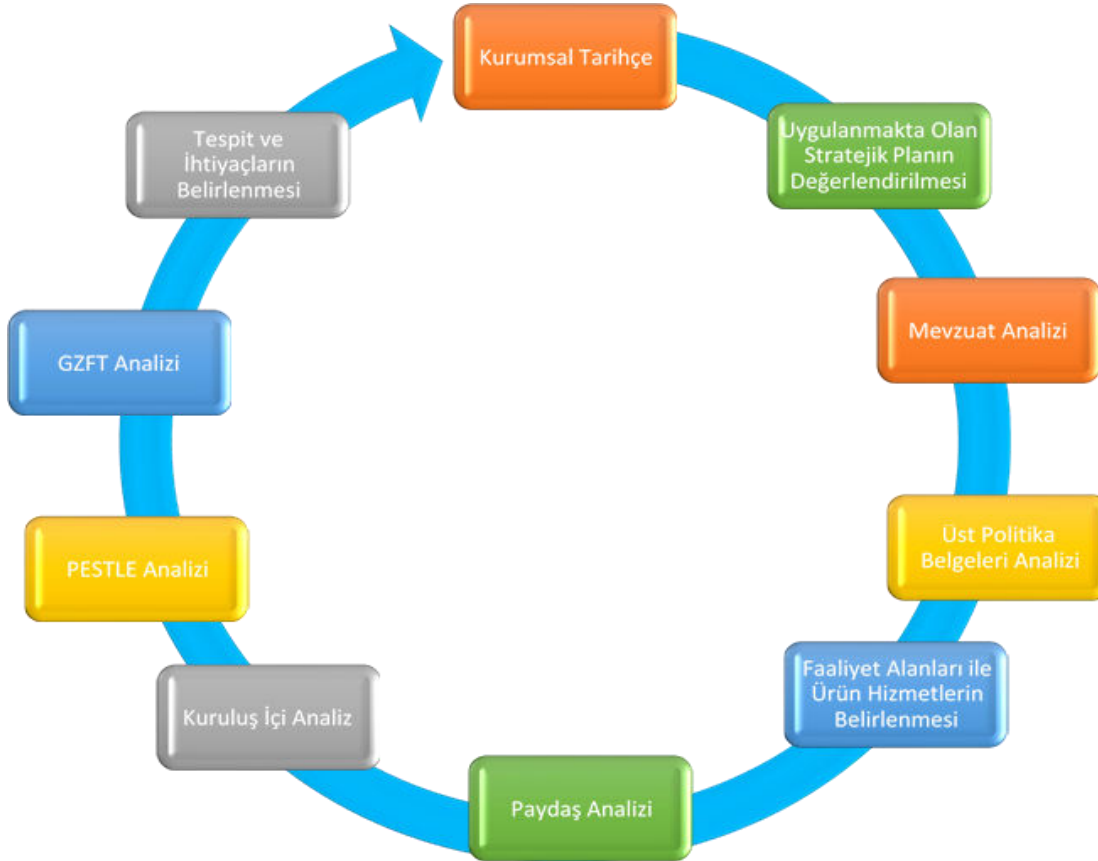 Kurumsal Tarihçe
Uygulanmakta Olan
Stratejik Planın
Değerlendirilmesi
Mevzuat Analizi
Üst Politika
Belgeleri Analizi
Faaliyet Alanları ile
Ürün Hizmetlerin
Belirlenmesi
Paydaş Analizi
Kuruluş İçi Analiz
PESTLE Analizi
GZFT Analizi
Tespit ve
İhtiyaçların
Belirlenmesi